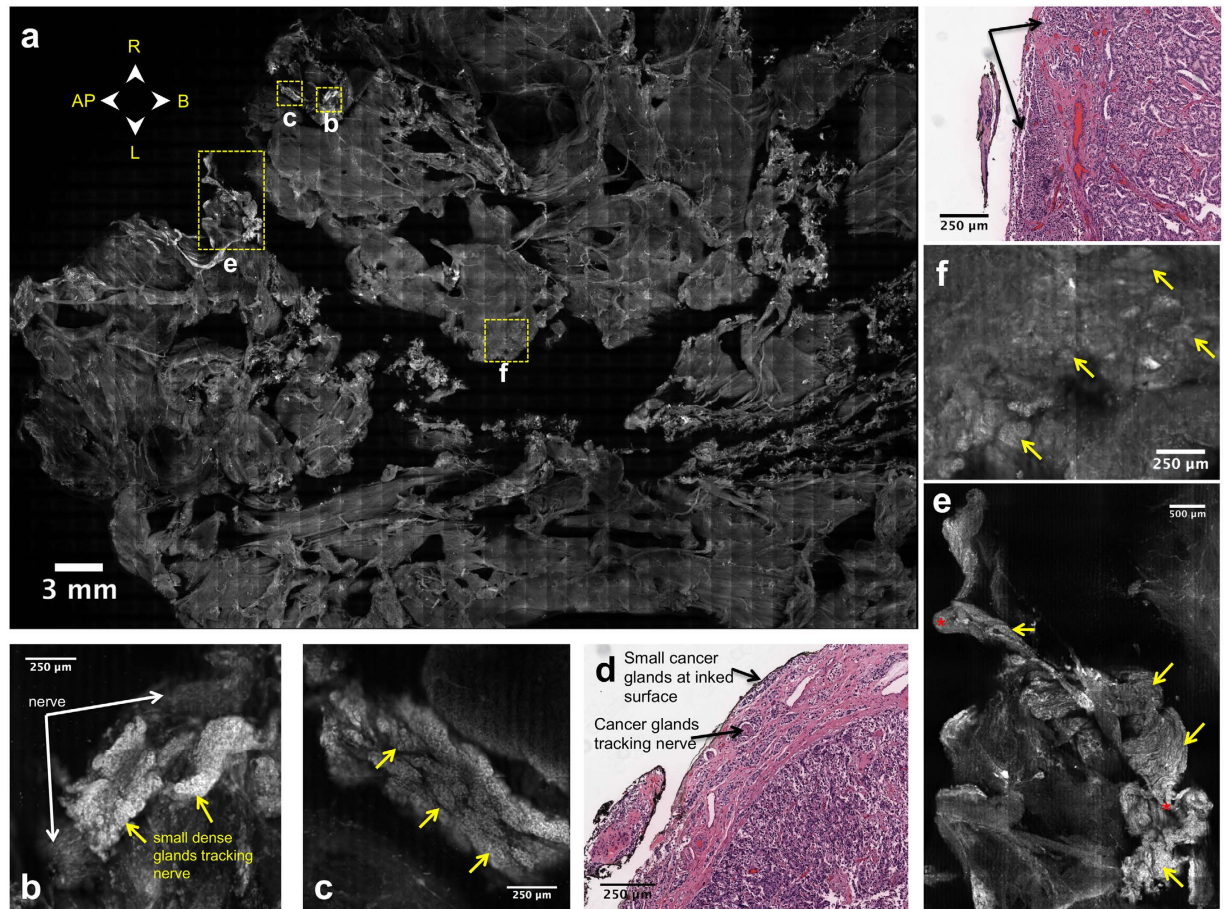 a
R
AP
B
L
c
b
e
f
3 mm
250 µm
f
250 µm
e
500 µm
*
*
250 µm
nerve
small dense
glands tracking
nerve
b
c
250 µm
d
Small cancer
glands at inked
surface
Cancer glands
tracking nerve
250 µm